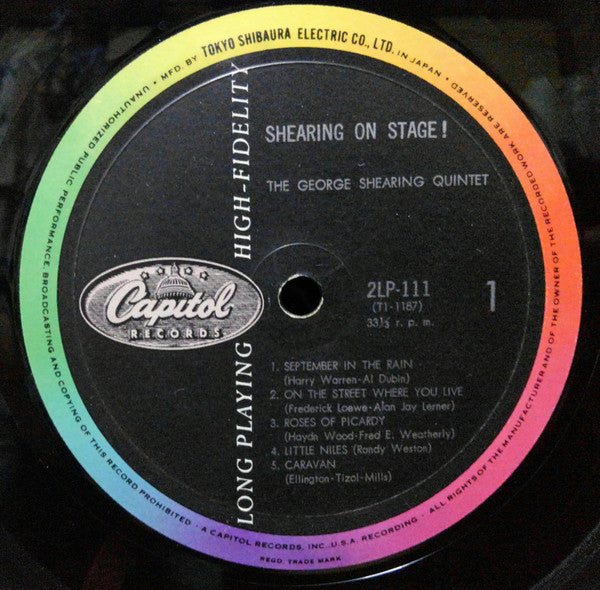 MFD. BY TOKYO SHIBAURA ELECTRIC CO., LTD. IN JAPAN • ALL RIGHTS OF THE MANUFACTURER AND OF THE OWNER OF THE RECORDED WORK ARE RESERVED
UNAUTHORIZED PUBLIC PERFORMANCE, BROADCASTING AND COPYING OF THIS RECORD PROHIBITED • A CAPITOL RECORDS, INC., U.S.A. RECORDING •
REGD. TRADE MARK
LONG PLAYING HIGH-FIDELITY
Capitol
RECORDS
SHEARING ON STAGE!
THE GEORGE SHEARING QUINTET
2LP-111
(T1-1187)
33⅓ r. p. m.
1
1. SEPTEMBER IN THE RAIN
(Harry Warren-Al Dubin)
2. ON THE STREET WHERE YOU LIVE
(Frederick Loewe-Alan Jay Lerner)
3. ROSES OF PICARDY
(Haydn Wood-Fred E. Weatherly)
4. LITTLE NILES (Randy Weston)
5. CARAVAN
(Ellington-Tizol-Mills)